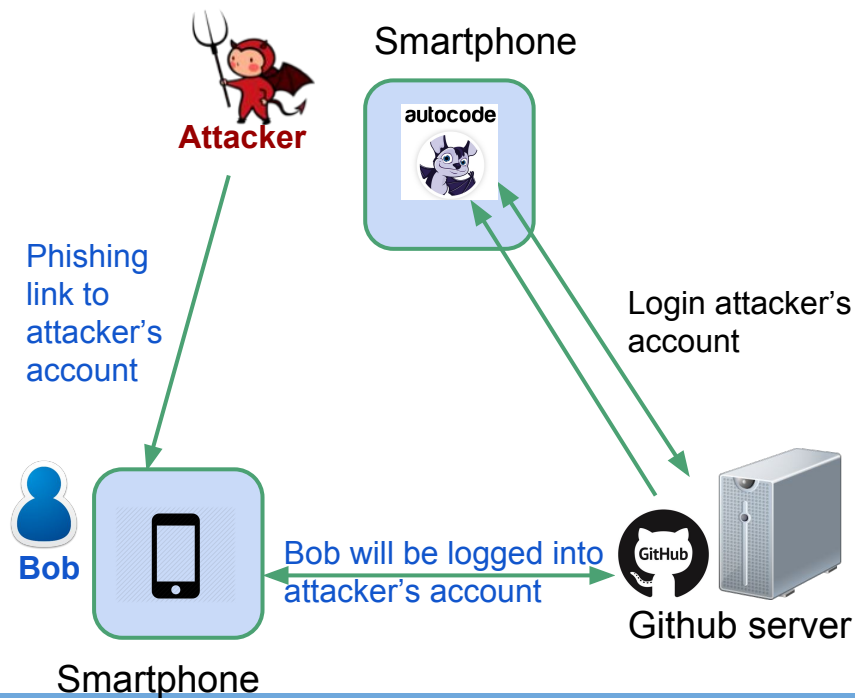 Smartphone
autocode
Attacker
Phishing
link to
attacker's
account
Login attacker's
account
Bob
Bob will be logged into
attacker's account
GitHub
Github server
Smartphone